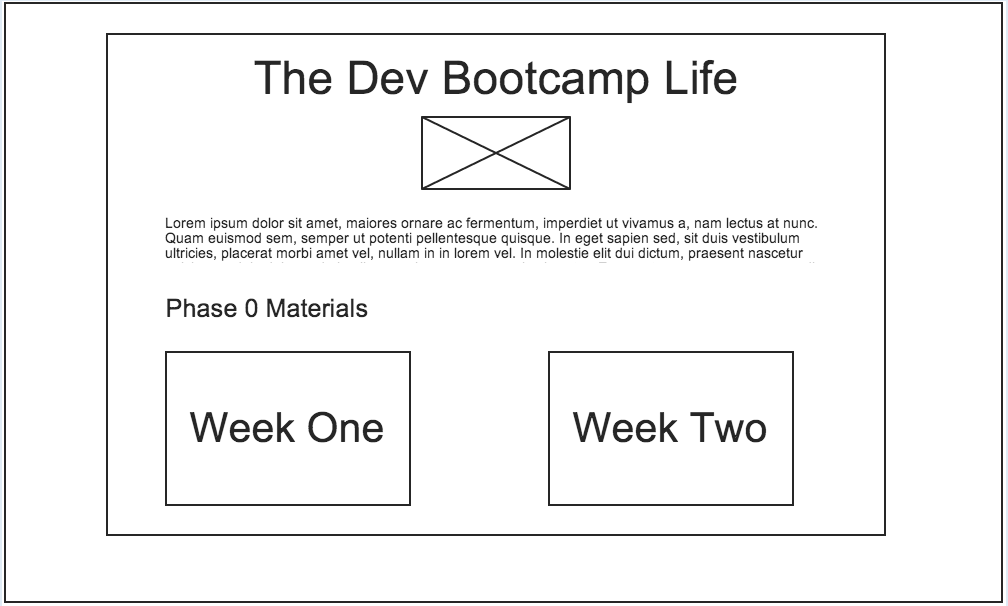 The Dev Bootcamp Life
Lorem ipsum dolor sit amet, maiores ornare ac fermentum, imperdiet ut vivamus a, nam lectus at nunc.
Quam euismod sem, semper ut potenti pellentesque quisque. In eget sapien sed, sit duis vestibulum
ultricies, placerat morbi amet vel, nullam in in lorem vel. In molestie elit dui dictum, praesent nascetur
Phase 0 Materials
Week One
Week Two